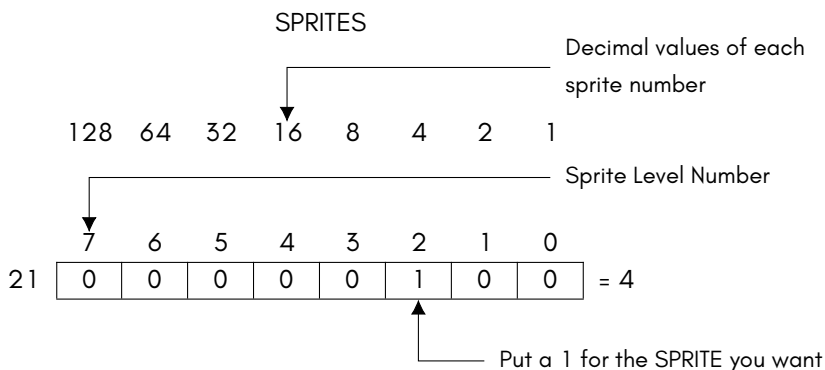 SPRITES
Decimal values of each
sprite number
128 64 32 16 8 4 2 1
Sprite Level Number
7 6 5 4 3 2 1 0
21 0 0 0 0 0 1 0 0 = 4
Put a 1 for the SPRITE you want